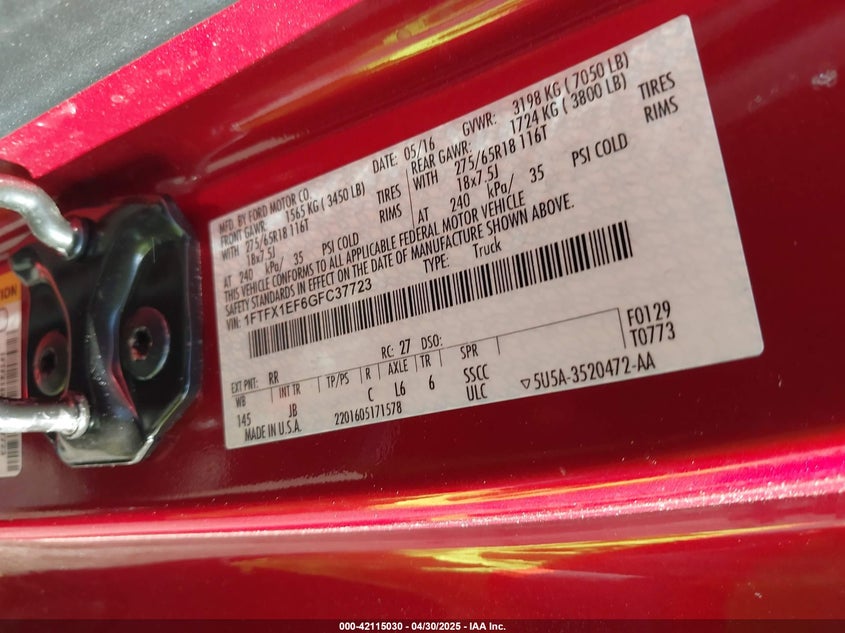 MFD. BY FORD MOTOR CO.
DATE: 05/16
GVWR: 3198 KG ( 7050 LB)
FRONT GAWR: 1565 KG ( 3450 LB)
REAR GAWR: 1724 KG ( 3800 LB)
WITH 275/65R18 116T TIRES
WITH 275/65R18 116T TIRES
18x7.5J RIMS
18x7.5J RIMS
AT 240 kPa/ 35 PSI COLD
AT 240 kPa/ 35 PSI COLD
THIS VEHICLE CONFORMS TO ALL APPLICABLE FEDERAL MOTOR VEHICLE
SAFETY STANDARDS IN EFFECT ON THE DATE OF MANUFACTURE SHOWN ABOVE.
VIN: 1FTFX1EF6GFC37723
TYPE: Truck
EXT PNT: RR RC: 27 DSO: F0129
WB INT TR TP/PS R AXLE TR SPR T0773
145 JB C L6 6 SSCC
MADE IN U.S.A. 2201605171578 ULC ▽5U5A-3520472-AA
000-42115030 - 04/30/2025 - IAA Inc.